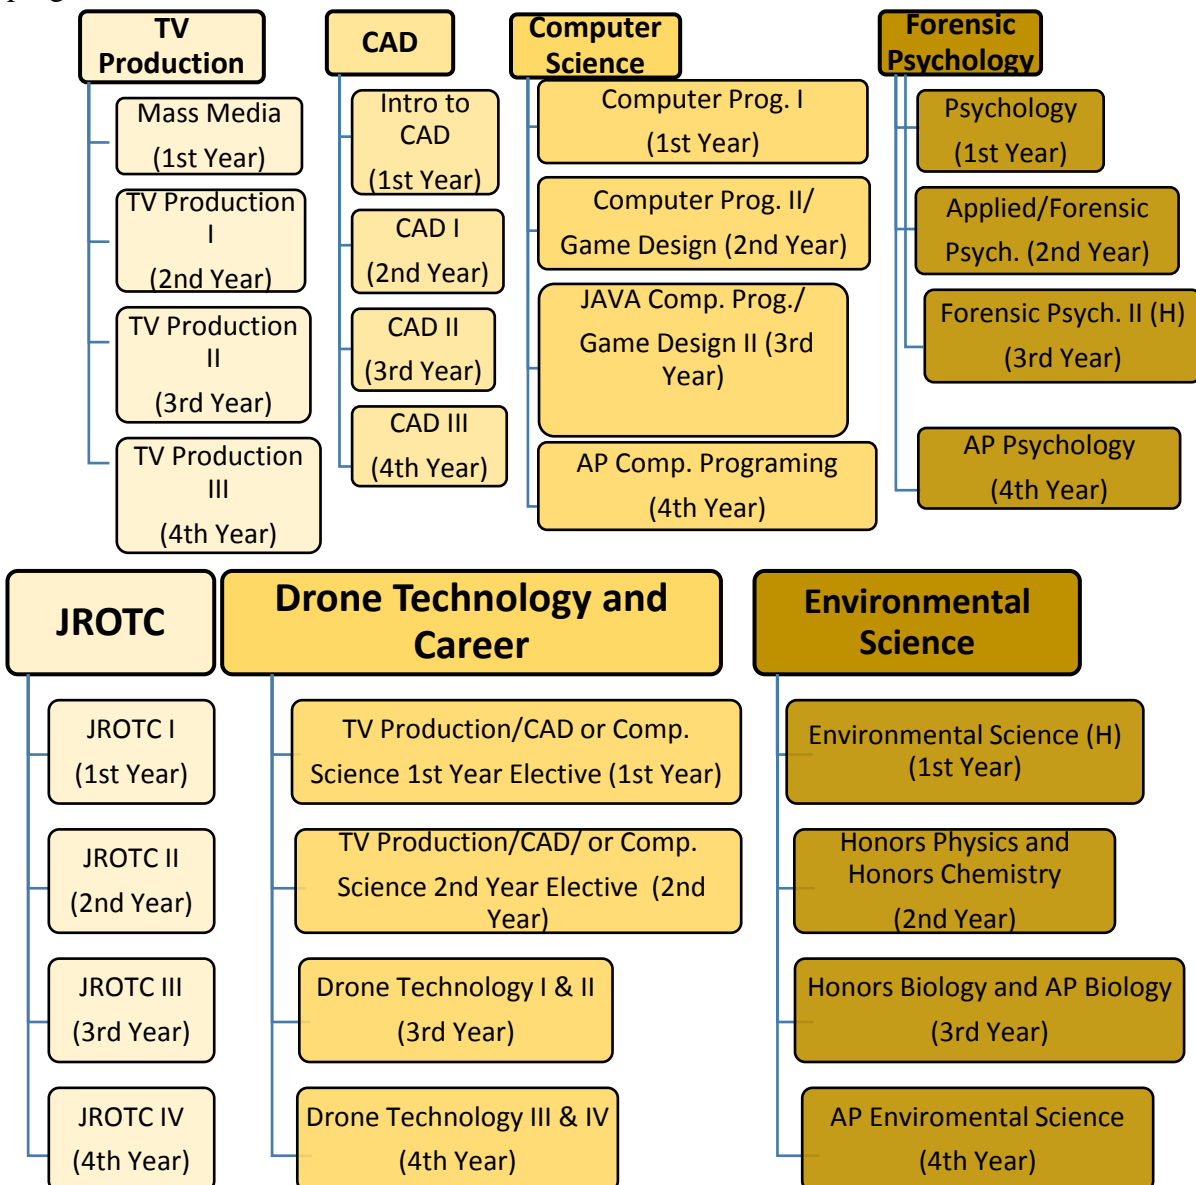 TV
Production
Mass Media
(1st Year)
TV Production
I
(2nd Year)
TV Production
II
(3rd Year)
TV Production
III
(4th Year)
CAD
Intro to
CAD
(1st Year)
CAD I
(2nd Year)
CAD II
(3rd Year)
CAD III
(4th Year)
Computer
Science
Computer Prog. I
(1st Year)
Computer Prog. II/
Game Design (2nd Year)
JAVA Comp. Prog./
Game Design II (3rd
Year)
AP Comp. Programing
(4th Year)
Forensic
Psychology
Psychology
(1st Year)
Applied/Forensic
Psych. (2nd Year)
Forensic Psych. II (H)
(3rd Year)
AP Psychology
(4th Year)
JROTC
JROTC I
(1st Year)
JROTC II
(2nd Year)
JROTC III
(3rd Year)
JROTC IV
(4th Year)
Drone Technology and
Career
TV Production/CAD or Comp.
Science 1st Year Elective (1st Year)
TV Production/CAD/ or Comp.
Science 2nd Year Elective  (2nd
Year)
Drone Technology I & II
(3rd Year)
Drone Technology III & IV
(4th Year)
Environmental
Science
Environmental Science (H)
(1st Year)
Honors Physics and
Honors Chemistry
(2nd Year)
Honors Biology and AP Biology
(3rd Year)
AP Enviromental Science
(4th Year)